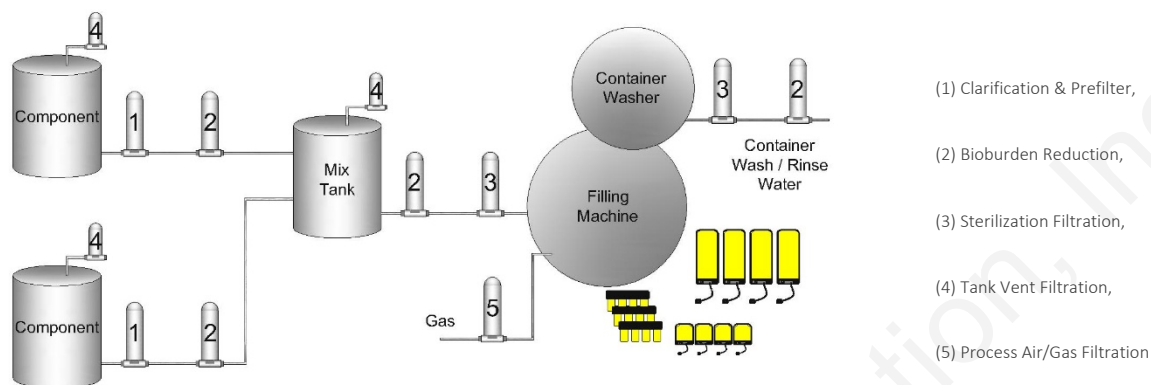 4
Component
1
2
4
Mix
Tank
4
Component
1
2
2
3
Container
Washer
3
2
Container
Wash / Rinse
Water
Filling
Machine
Gas
5
(1) Clarification & Prefilter,
(2) Bioburden Reduction,
(3) Sterilization Filtration,
(4) Tank Vent Filtration,
(5) Process Air/Gas Filtration